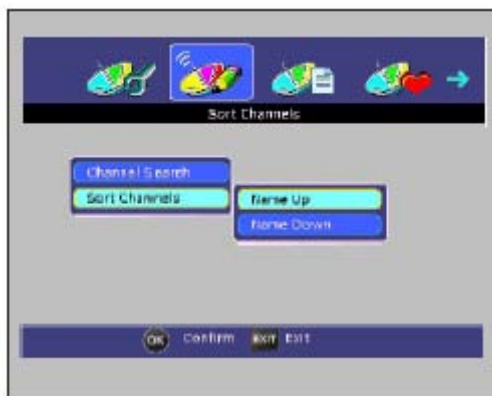 Sort Channels
Channel Search
Sort Channels
Name Up
Name Down
OK Confirm EXIT Exit